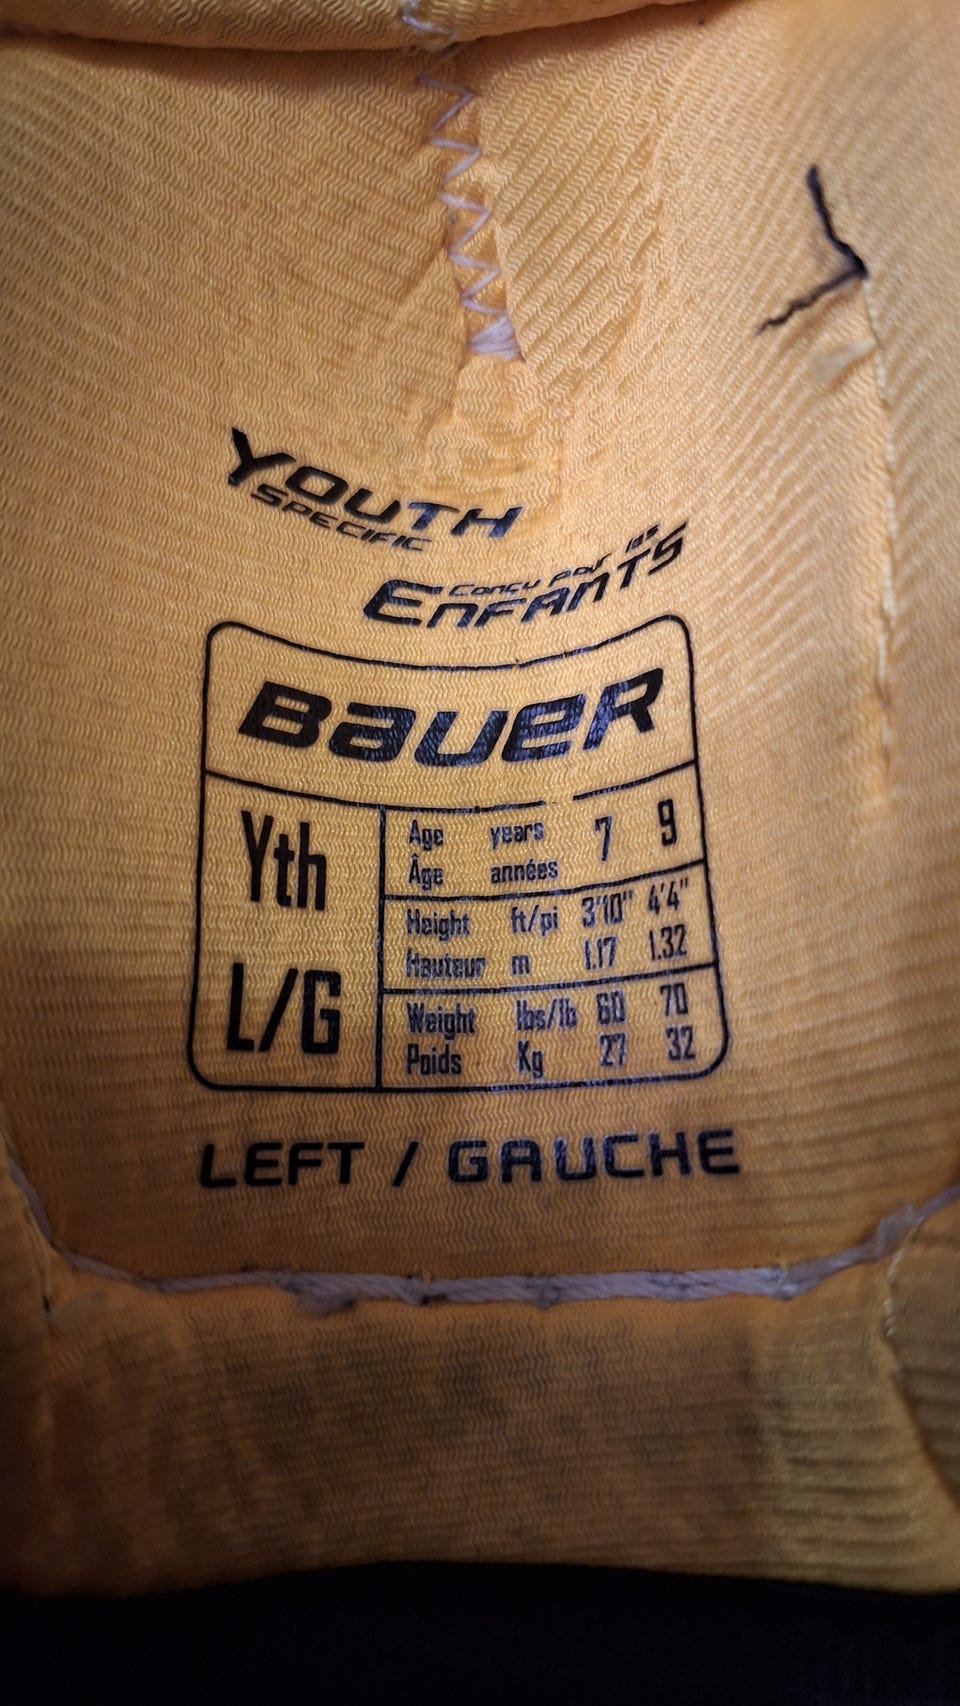 YOUTH
SPECIFIC
Conçu pour les
ENFANTS
BAUER
Yth
L/G
Age years 7 9
Âge années
Height ft/pi 3'10" 4'4"
Hauteur m 1.17 1.32
Weight lbs/lb 60 70
Poids Kg 27 32
LEFT / GAUCHE